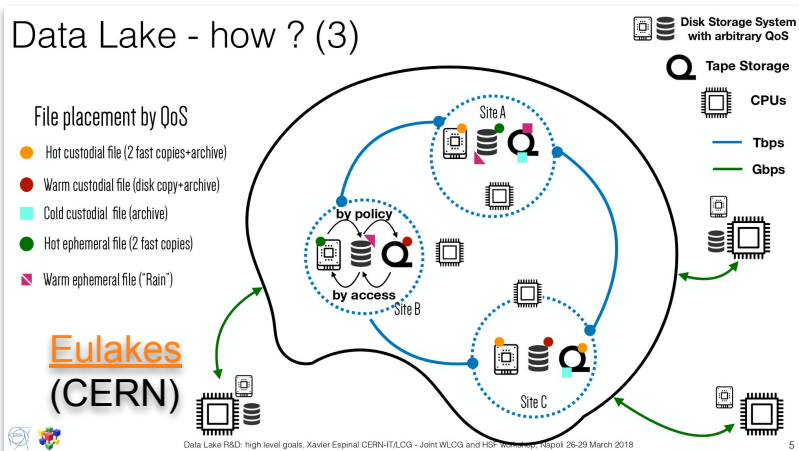 Data Lake - how ? (3)
Disk Storage System
with arbitrary QoS
Tape Storage
CPUs
Tbps
Gbps
File placement by QoS
Hot custodial file (2 fast copies+archive)
Warm custodial file (disk copy+archive)
Cold custodial file (archive)
Hot ephemeral file (2 fast copies)
Warm ephemeral file ("Rain")
Site A
by policy
by access
Site B
Site C
Eulakes
(CERN)
CERN
Data Lake R&D: high level goals, Xavier Espinal CERN-IT/LCG - Joint WLCG and HSF workshop, Napoli 26-29 March 2018
5